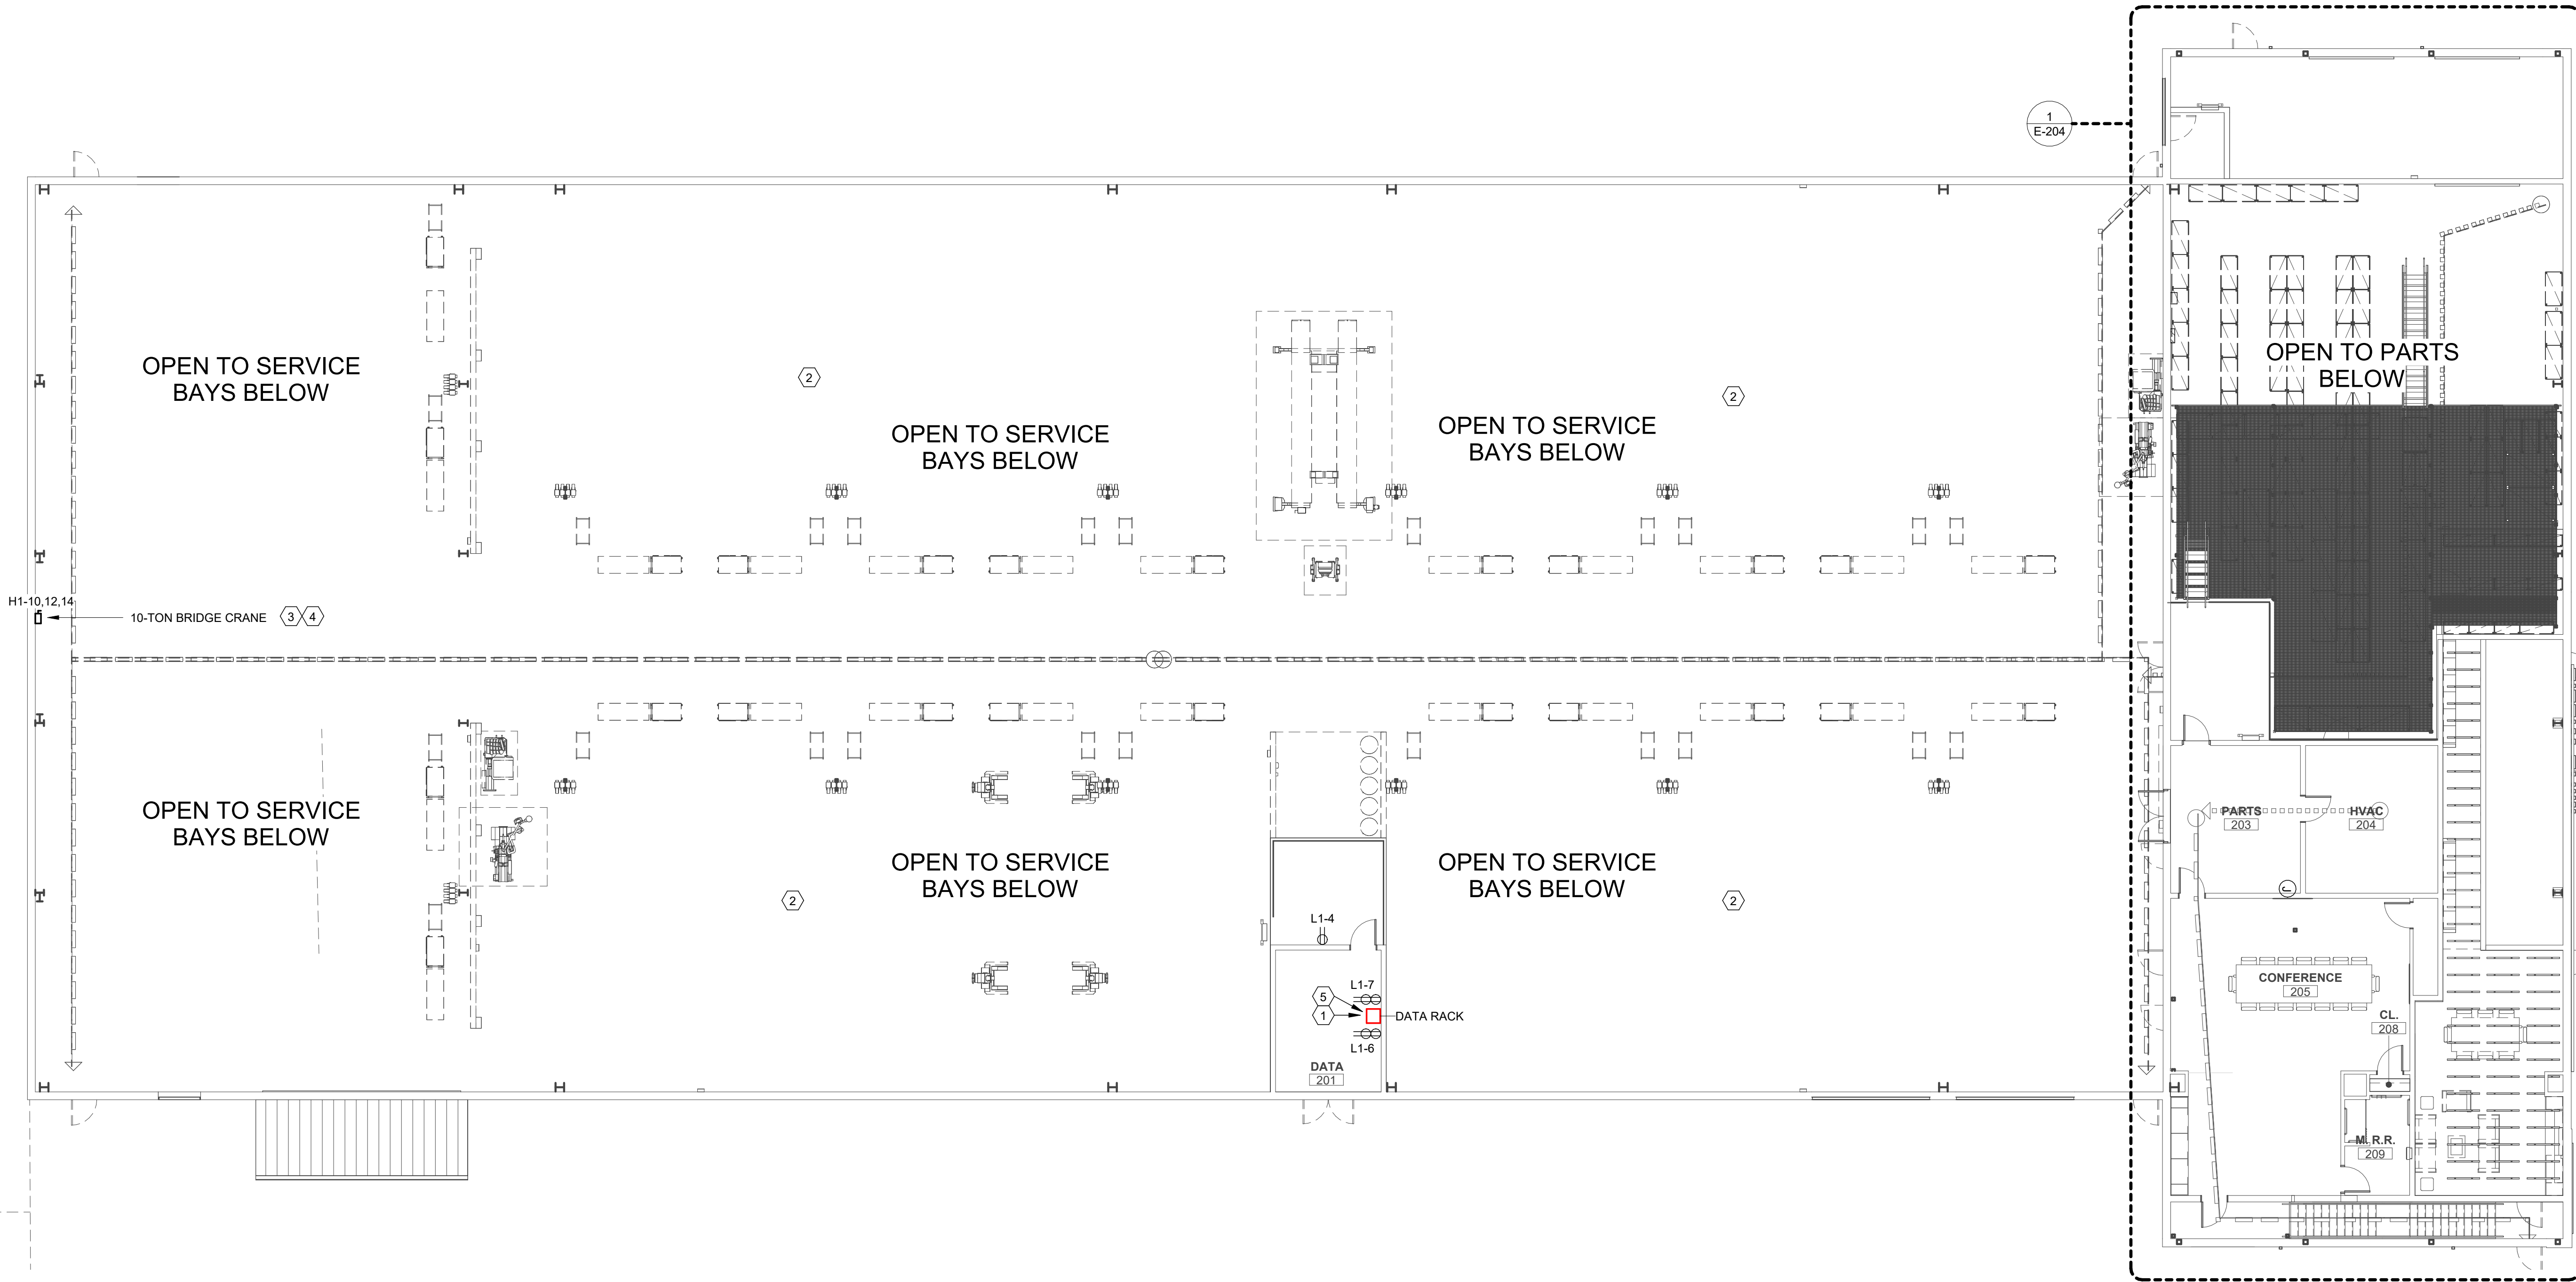 1
E-204
OPEN TO SERVICE
BAYS BELOW
2
OPEN TO SERVICE
BAYS BELOW
2
OPEN TO SERVICE
BAYS BELOW
OPEN TO PARTS
BELOW
H1-10,12,14
10-TON BRIDGE CRANE
3
4
OPEN TO SERVICE
BAYS BELOW
2
OPEN TO SERVICE
BAYS BELOW
OPEN TO SERVICE
BAYS BELOW
2
PARTS
203
HVAC
204
J
L1-4
L1-7
5
1
DATA RACK
L1-6
DATA
201
CONFERENCE
205
CL.
208
M. R.R.
209